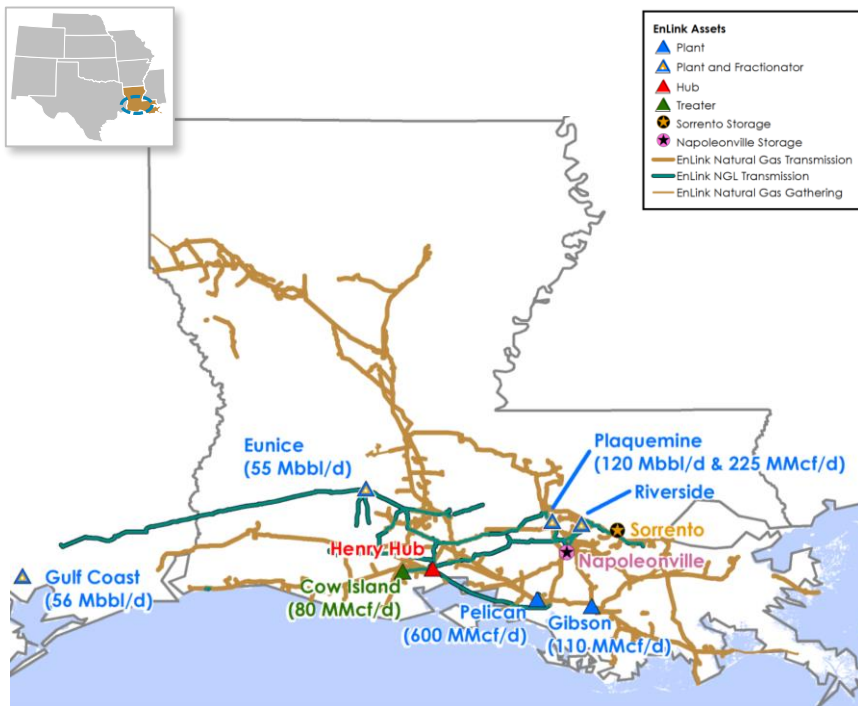 EnLink Assets
Plant
Plant and Fractionator
Hub
Treater
Sorrento Storage
Napoleonville Storage
EnLink Natural Gas Transmission
EnLink NGL Transmission
EnLink Natural Gas Gathering
Eunice
(55 Mbbl/d)
Plaquemine
(120 Mbbl/d & 225 MMcf/d)
Riverside
Sorrento
Henry Hub
Napoleonville
Gulf Coast
(56 Mbbl/d)
Cow Island
(80 MMcf/d)
Pelican
(600 MMcf/d)
Gibson
(110 MMcf/d)